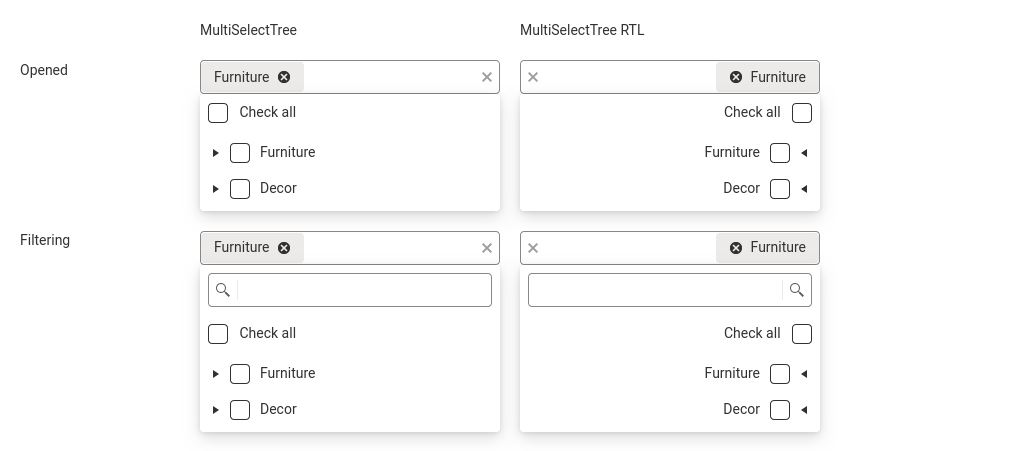 MultiSelectTree MultiSelectTree RTL
Opened
Furniture Furniture
Check all Check all
Furniture Furniture
Decor Decor
Filtering
Furniture Furniture
Check all Check all
Furniture Furniture
Decor Decor